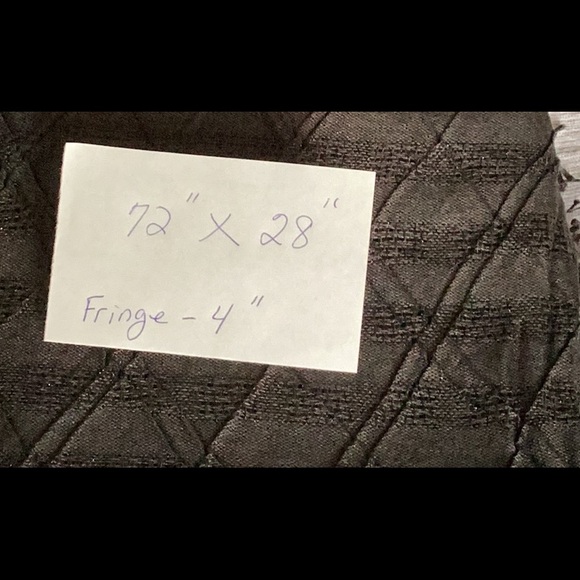 72" X 28"
Fringe - 4"